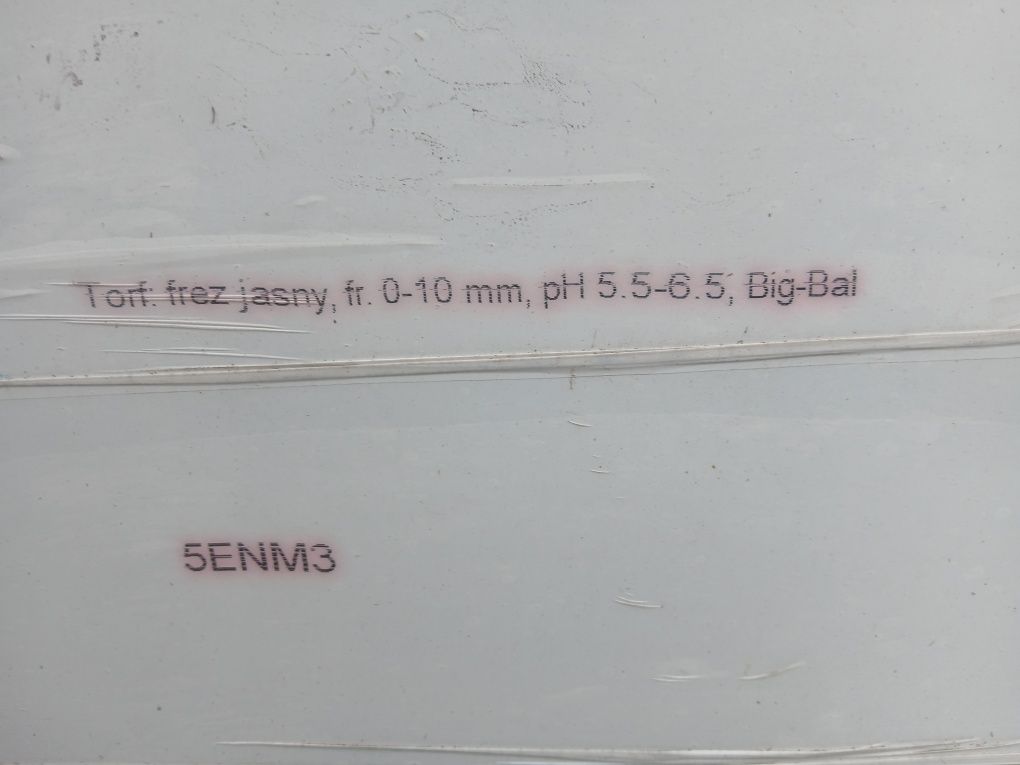 Torf: frez jasny, fr. 0-10 mm, pH 5.5-6.5; Big-Bal
5ENM3